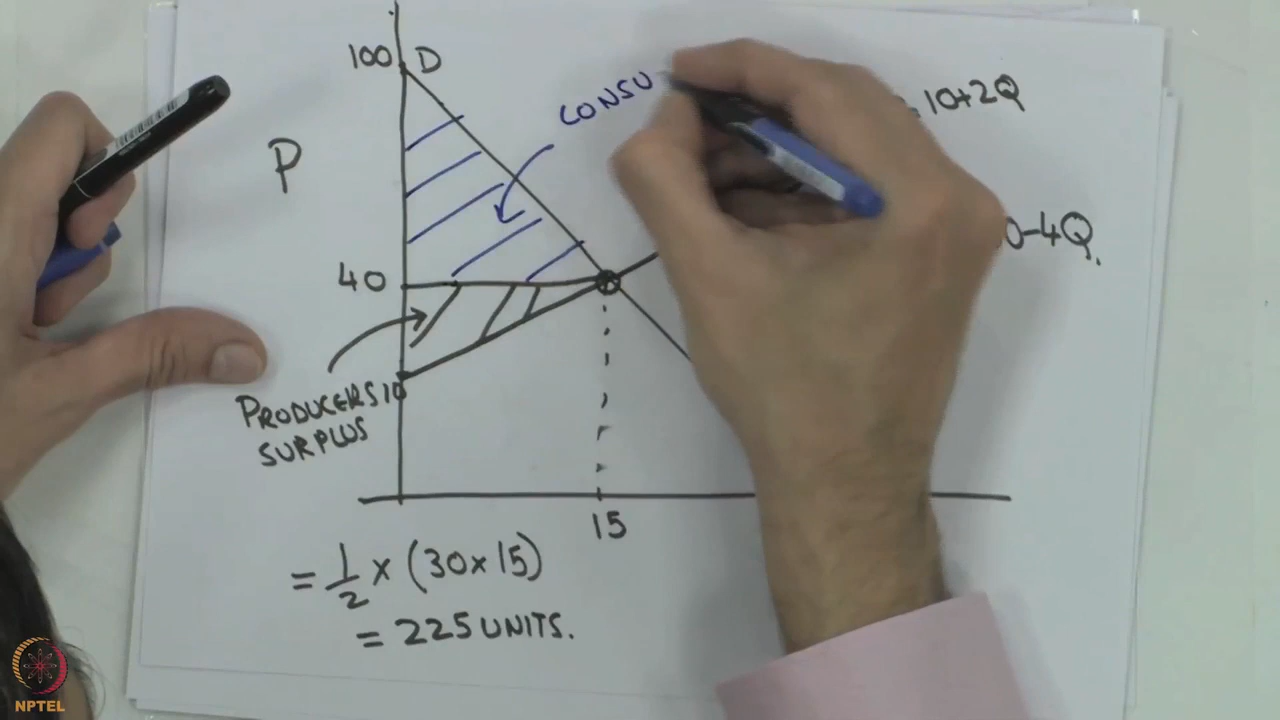 100 D
CONSU
10+2Q
P
0-4Q.
40
PRODUCERS 10
SURPLUS
15
= 1/2 x (30x15)
= 225 UNITS.
NPTEL